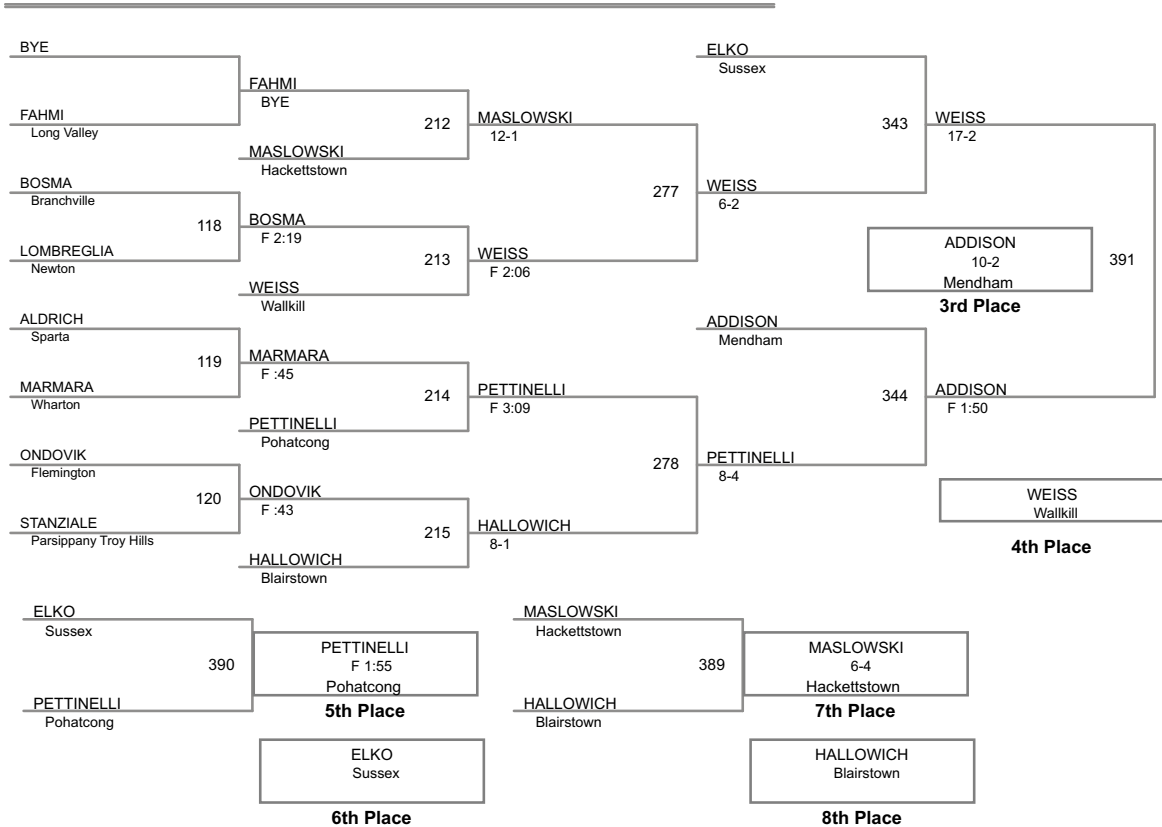 BYE
FAHMI
Long Valley
BOSMA
Branchville
118
LOMBREGLIA
Newton
ALDRICH
Sparta
119
MARMARA
Wharton
ONDOVIK
Flemington
120
STANZIALE
Parsippany Troy Hills
FAHMI
BYE
212
MASLOWSKI
Hackettstown
BOSMA
F 2:19
213
WEISS
Wallkill
MARMARA
F :45
214
PETTINELLI
Pohatcong
ONDOVIK
F :43
215
HALLOWICH
Blairstown
MASLOWSKI
12-1
277
WEISS
F 2:06
PETTINELLI
F 3:09
278
HALLOWICH
8-1
ELKO
Sussex
343
WEISS
6-2
ADDISON
Mendham
344
PETTINELLI
8-4
WEISS
17-2
391
ADDISON
F 1:50
ADDISON
10-2
Mendham
3rd Place
WEISS
Wallkill
4th Place
ELKO
Sussex
390
PETTINELLI
Pohatcong
PETTINELLI
F 1:55
Pohatcong
5th Place
ELKO
Sussex
6th Place
MASLOWSKI
Hackettstown
389
HALLOWICH
Blairstown
MASLOWSKI
6-4
Hackettstown
7th Place
HALLOWICH
Blairstown
8th Place